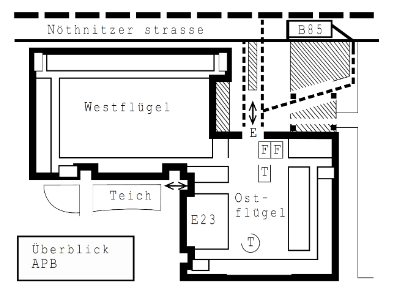 Nöthnitzer strasse
B85
Westflügel
E
F F
T
Teich
Ost-
flügel
E23
T
Überblick
APB